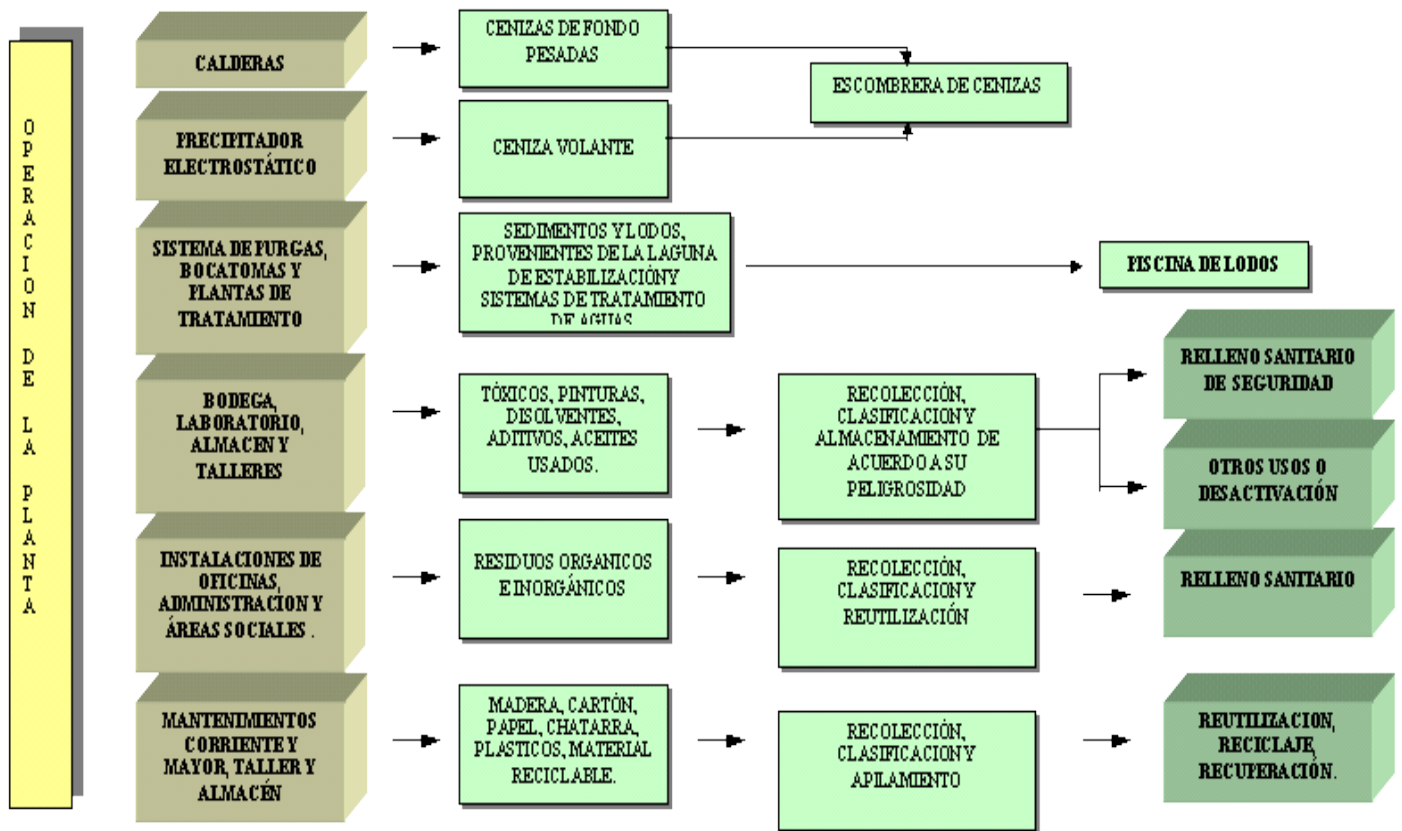 OPERACION DE LA PLANTA
CALDERAS
CENIZAS DE FONDO
PESADAS
ESCOMBRERA DE CENIZAS
PRECIPITADOR
ELECTROSTÁTICO
CENIZA VOLANTE
SISTEMA DE PURGAS,
BOCATOMAS Y
PLANTAS DE
TRATAMIENTO
SEDIMENTOS Y LODOS,
PROVENIENTES DE LA LAGUNA
DE ESTABILIZACIÓN Y
SISTEMAS DE TRATAMIENTO
DE AGUAS
PISCINA DE LODOS
BODEGA,
LABORATORIO,
ALMACEN Y
TALLERES
TÓXICOS, PINTURAS,
DISOLVENTES,
ADITIVOS, ACEITES
USADOS.
RECOLECCIÓN,
CLASIFICACION Y
ALMACENAMIENTO DE
ACUERDO A SU
PELIGROSIDAD
RELLENO SANITARIO
DE SEGURIDAD
OTROS USOS O
DESACTIVACIÓN
INSTALACIONES DE
OFICINAS,
ADMINISTRACION Y
ÁREAS SOCIALES .
RESIDUOS ORGANICOS
E INORGÁNICOS
RECOLECCIÓN,
CLASIFICACION Y
REUTILIZACIÓN
RELLENO SANITARIO
MANTENIMIENTOS
CORRIENTE Y
MAYOR, TALLER Y
ALMACÉN
MADERA, CARTÓN,
PAPEL, CHATARRA,
PLASTICOS, MATERIAL
RECICLABLE.
RECOLECCIÓN,
CLASIFICACION Y
APILAMIENTO
REUTILIZACION,
RECICLAJE,
RECUPERACIÓN.